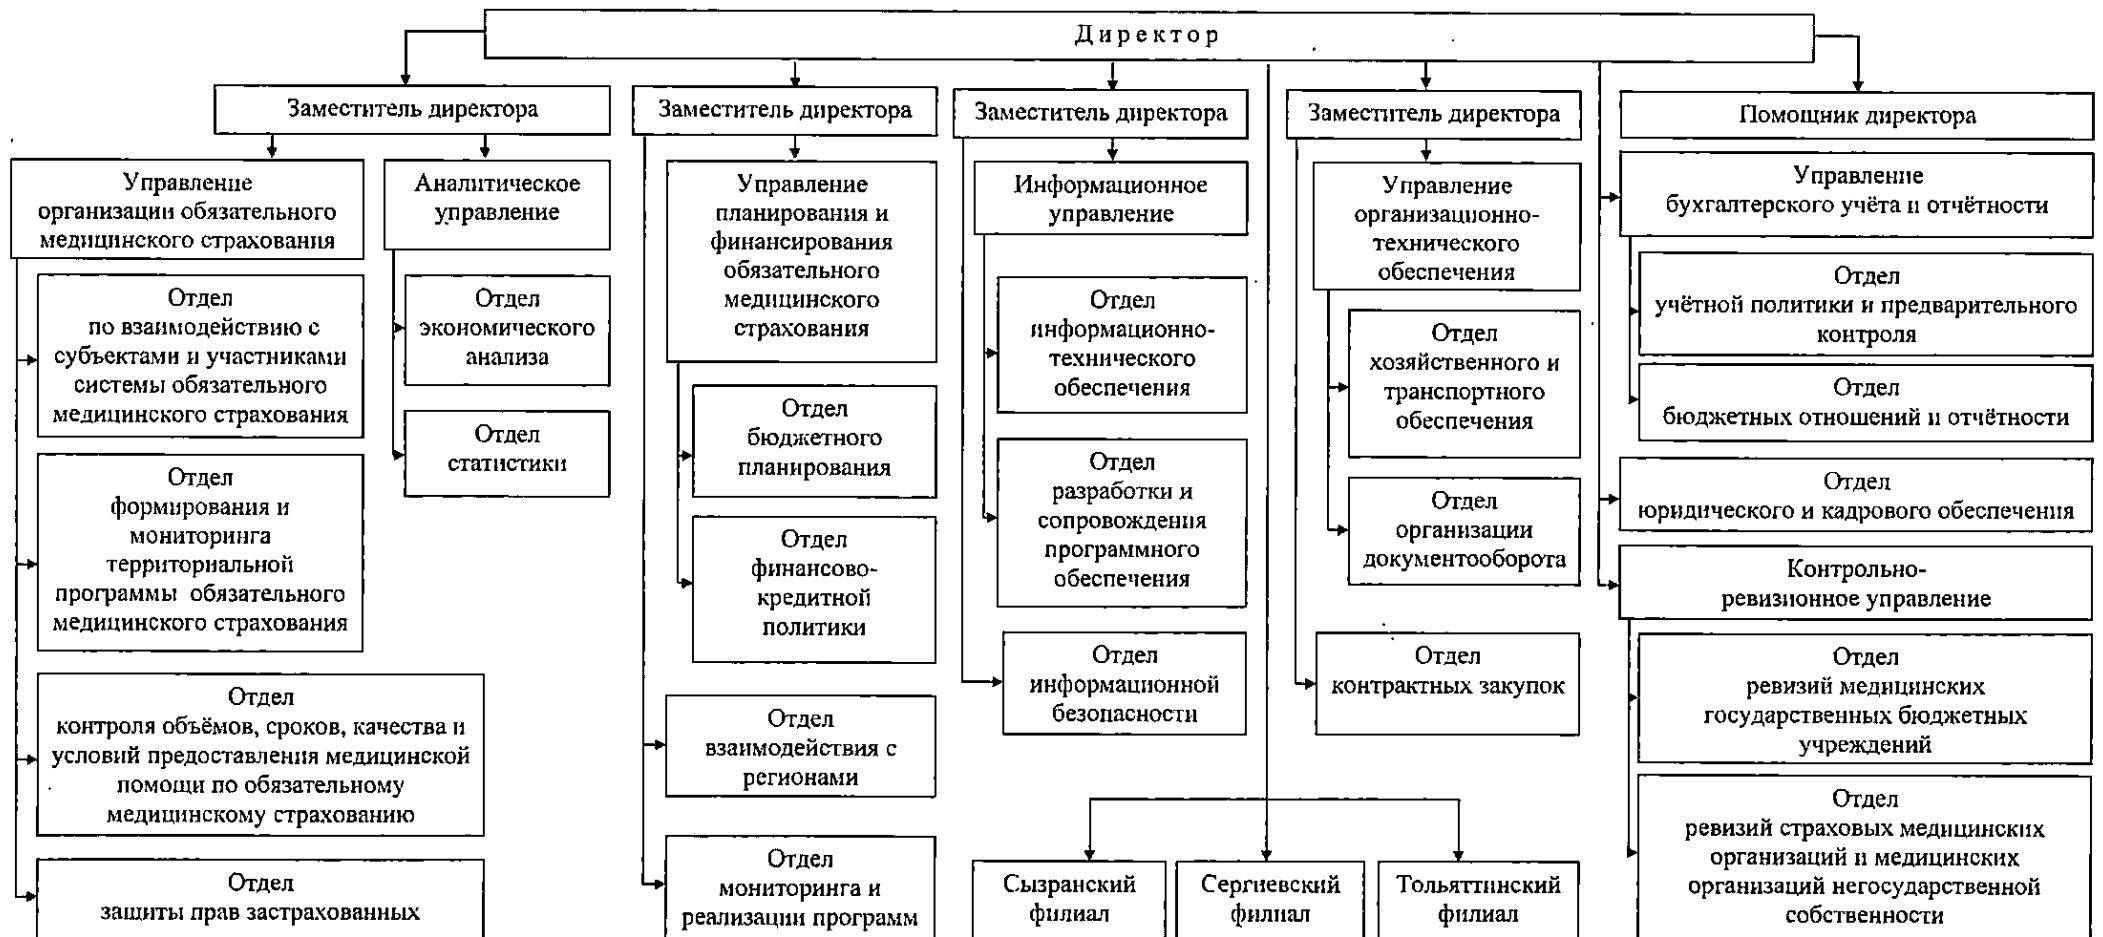 Директор
Заместитель директора
Заместитель директора
Заместитель директора
Заместитель директора
Помощник директора
Управление
организации обязательного
медицинского страхования
Отдел
по взаимодействию с
субъектами и участниками
системы обязательного
медицинского страхования
Отдел
формирования и
мониторинга
территориальной
программы обязательного
медицинского страхования
Отдел
контроля объёмов, сроков, качества и
условий предоставления медицинской
помощи по обязательному
медицинскому страхованию
Отдел
защиты прав застрахованных
Аналитическое
управление
Отдел
экономического
анализа
Отдел
статистики
Управление
планирования и
финансирования
обязательного
медицинского
страхования
Отдел
бюджетного
планирования
Отдел
финансово-
кредитной
политики
Отдел
взаимодействия с
регионами
Отдел
мониторинга и
реализации программ
Информационное
управление
Отдел
информационно-
технического
обеспечения
Отдел
разработки и
сопровождения
программного
обеспечения
Отдел
информационной
безопасности
Сызранский
филиал
Сергиевский
филиал
Тольяттинский
филиал
Управление
организационно-
технического
обеспечения
Отдел
хозяйственного и
транспортного
обеспечения
Отдел
организации
документооборота
Отдел
контрактных закупок
Управление
бухгалтерского учёта и отчётности
Отдел
учётной политики и предварительного
контроля
Отдел
бюджетных отношений и отчётности
Отдел
юридического и кадрового обеспечения
Контрольно-
ревизионное управление
Отдел
ревизий медицинских
государственных бюджетных
учреждений
Отдел
ревизий страховых медицинских
организаций и медицинских
организаций негосударственной
собственности